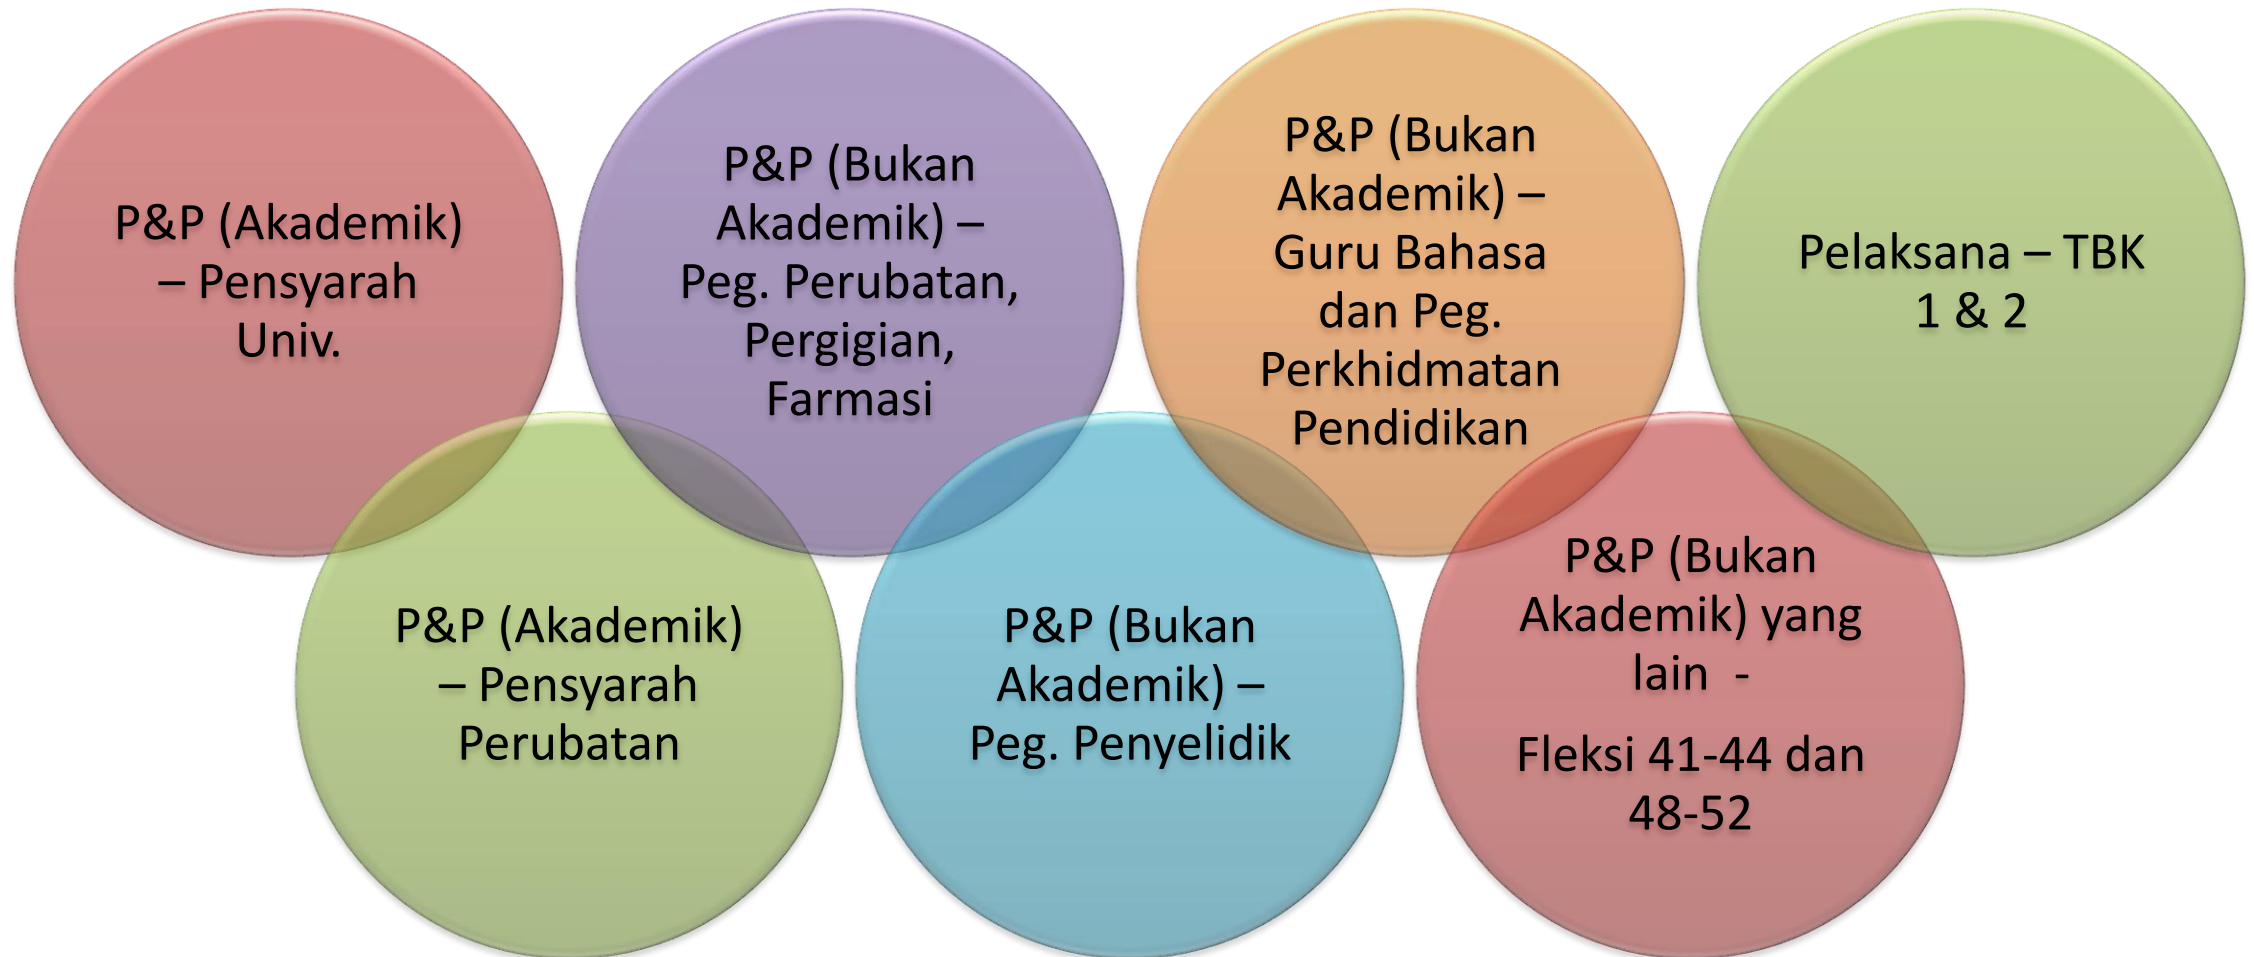 P&P (Akademik)
– Pensyarah
Univ.
P&P (Akademik)
– Pensyarah
Perubatan
P&P (Bukan
Akademik) –
Peg. Perubatan,
Pergigian,
Farmasi
P&P (Bukan
Akademik) –
Peg. Penyelidik
P&P (Bukan
Akademik) –
Guru Bahasa
dan Peg.
Perkhidmatan
Pendidikan
P&P (Bukan
Akademik) yang
lain -
Fleksi 41-44 dan
48-52
Pelaksana – TBK
1 & 2